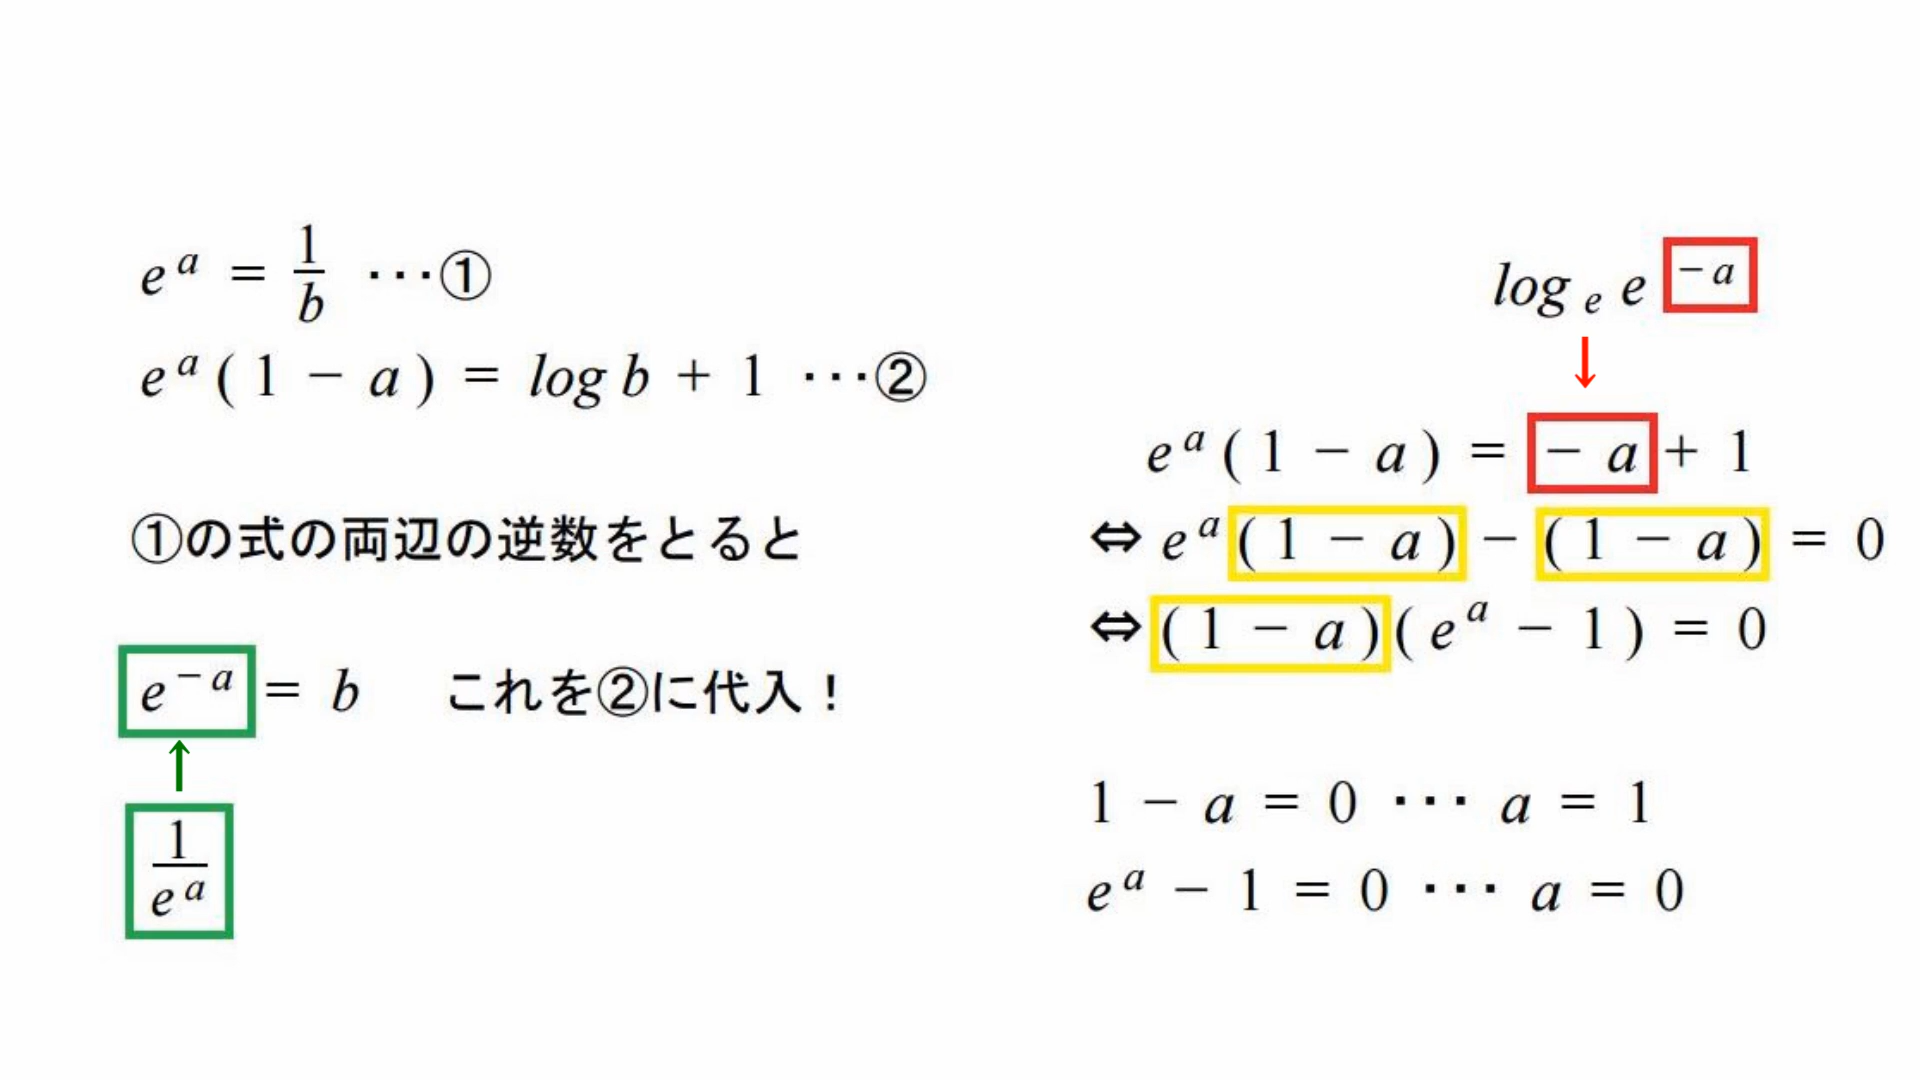 e^a = 1/b ・・・①
e^a ( 1 − a ) = log b + 1 ・・・②
①の式の両辺の逆数をとると
e^{−a} = b これを②に代入！
1/e^a
log_e e^{−a}
e^a ( 1 − a ) = − a + 1
⇔ e^a ( 1 − a ) − ( 1 − a ) = 0
⇔ ( 1 − a ) ( e^a − 1 ) = 0
1 − a = 0 ・・・ a = 1
e^a − 1 = 0 ・・・ a = 0